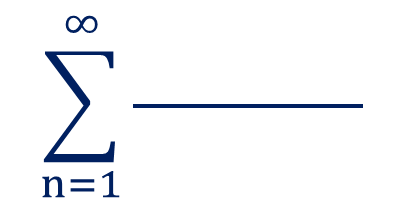 ∞
∑
n=1